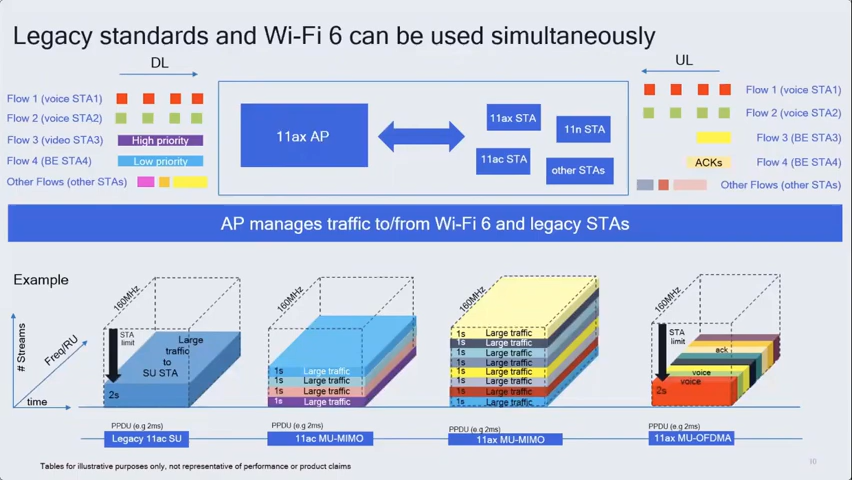 Legacy standards and Wi-Fi 6 can be used simultaneously
DL
UL
Flow 1 (voice STA1)
Flow 2 (voice STA2)
Flow 3 (video STA3)
High priority
Flow 4 (BE STA4)
Low priority
Other Flows (other STAs)
11ax AP
11ax STA
11n STA
11ac STA
other STAs
Flow 1 (voice STA1)
Flow 2 (voice STA2)
Flow 3 (BE STA3)
ACKs
Flow 4 (BE STA4)
Other Flows (other STAs)
AP manages traffic to/from Wi-Fi 6 and legacy STAs
Example
# Streams
Freq/RU
time
160MHz
STA
limit
Large
traffic
to
SU STA
2s
PPDU (e.g 2ms)
Legacy 11ac SU
160MHz
1s Large traffic
1s Large traffic
1s Large traffic
1s Large traffic
PPDU (e.g 2ms)
11ac MU-MIMO
160MHz
1s Large traffic
1s Large traffic
1s Large traffic
1s Large traffic
1s Large traffic
1s Large traffic
1s Large traffic
1s Large traffic
PPDU (e.g 2ms)
11ax MU-MIMO
160MHz
STA
limit
ack
voice
voice
2s
PPDU (e.g 2ms)
11ax MU-OFDMA
Tables for illustrative purposes only, not representative of performance or product claims
10